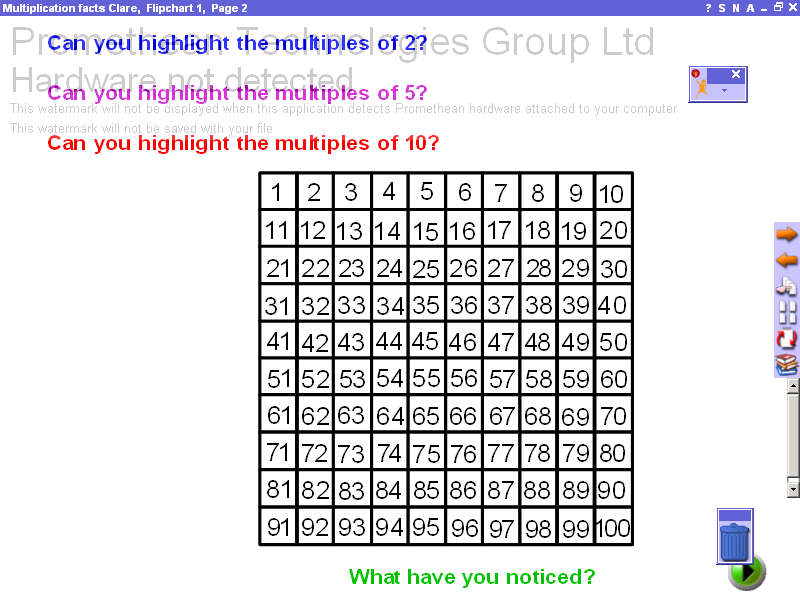 Multiplication facts Clare, Flipchart 1, Page 2
? S N A
Promethean Technologies Group Ltd
Can you highlight the multiples of 2?
Hardware not detected
Can you highlight the multiples of 5?
This watermark will not be displayed when this application detects Promethean hardware attached to your computer
This watermark will not be saved with your file
Can you highlight the multiples of 10?
1 2 3 4 5 6 7 8 9 10
11 12 13 14 15 16 17 18 19 20
21 22 23 24 25 26 27 28 29 30
31 32 33 34 35 36 37 38 39 40
41 42 43 44 45 46 47 48 49 50
51 52 53 54 55 56 57 58 59 60
61 62 63 64 65 66 67 68 69 70
71 72 73 74 75 76 77 78 79 80
81 82 83 84 85 86 87 88 89 90
91 92 93 94 95 96 97 98 99 100
What have you noticed?